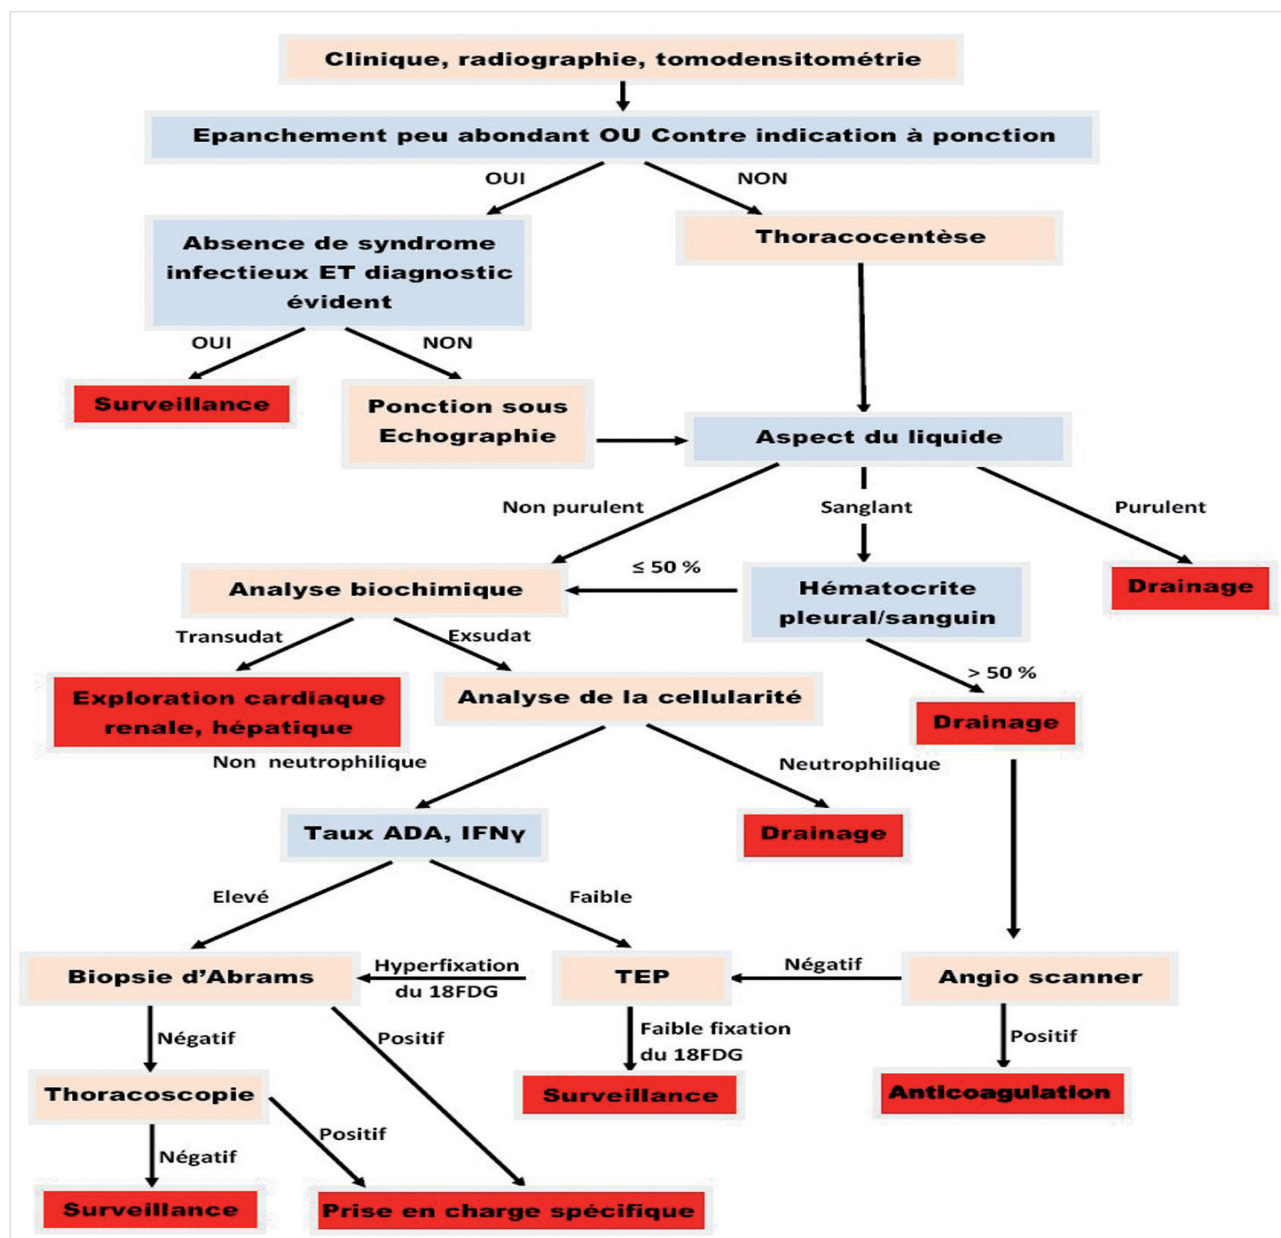 Clinique, radiographie, tomodensitométrie
Epanchement peu abondant OU Contre indication à ponction
OUI
NON
Absence de syndrome
infectieux ET diagnostic
évident
Thoracocentèse
OUI
NON
Surveillance
Ponction sous
Echographie
Aspect du liquide
Non purulent
Sanglant
Purulent
Analyse biochimique
≤ 50 %
Hématocrite
pleural/sanguin
Drainage
Transudat
Exsudat
> 50 %
Exploration cardiaque
renale, hépatique
Analyse de la cellularité
Drainage
Non neutrophilique
Neutrophilique
Taux ADA, IFNγ
Drainage
Elevé
Faible
Biopsie d'Abrams
Hyperfixation
du 18FDG
TEP
Négatif
Angio scanner
Négatif
Positif
Faible fixation
du 18FDG
Positif
Thoracoscopie
Surveillance
Anticoagulation
Positif
Négatif
Surveillance
Prise en charge spécifique